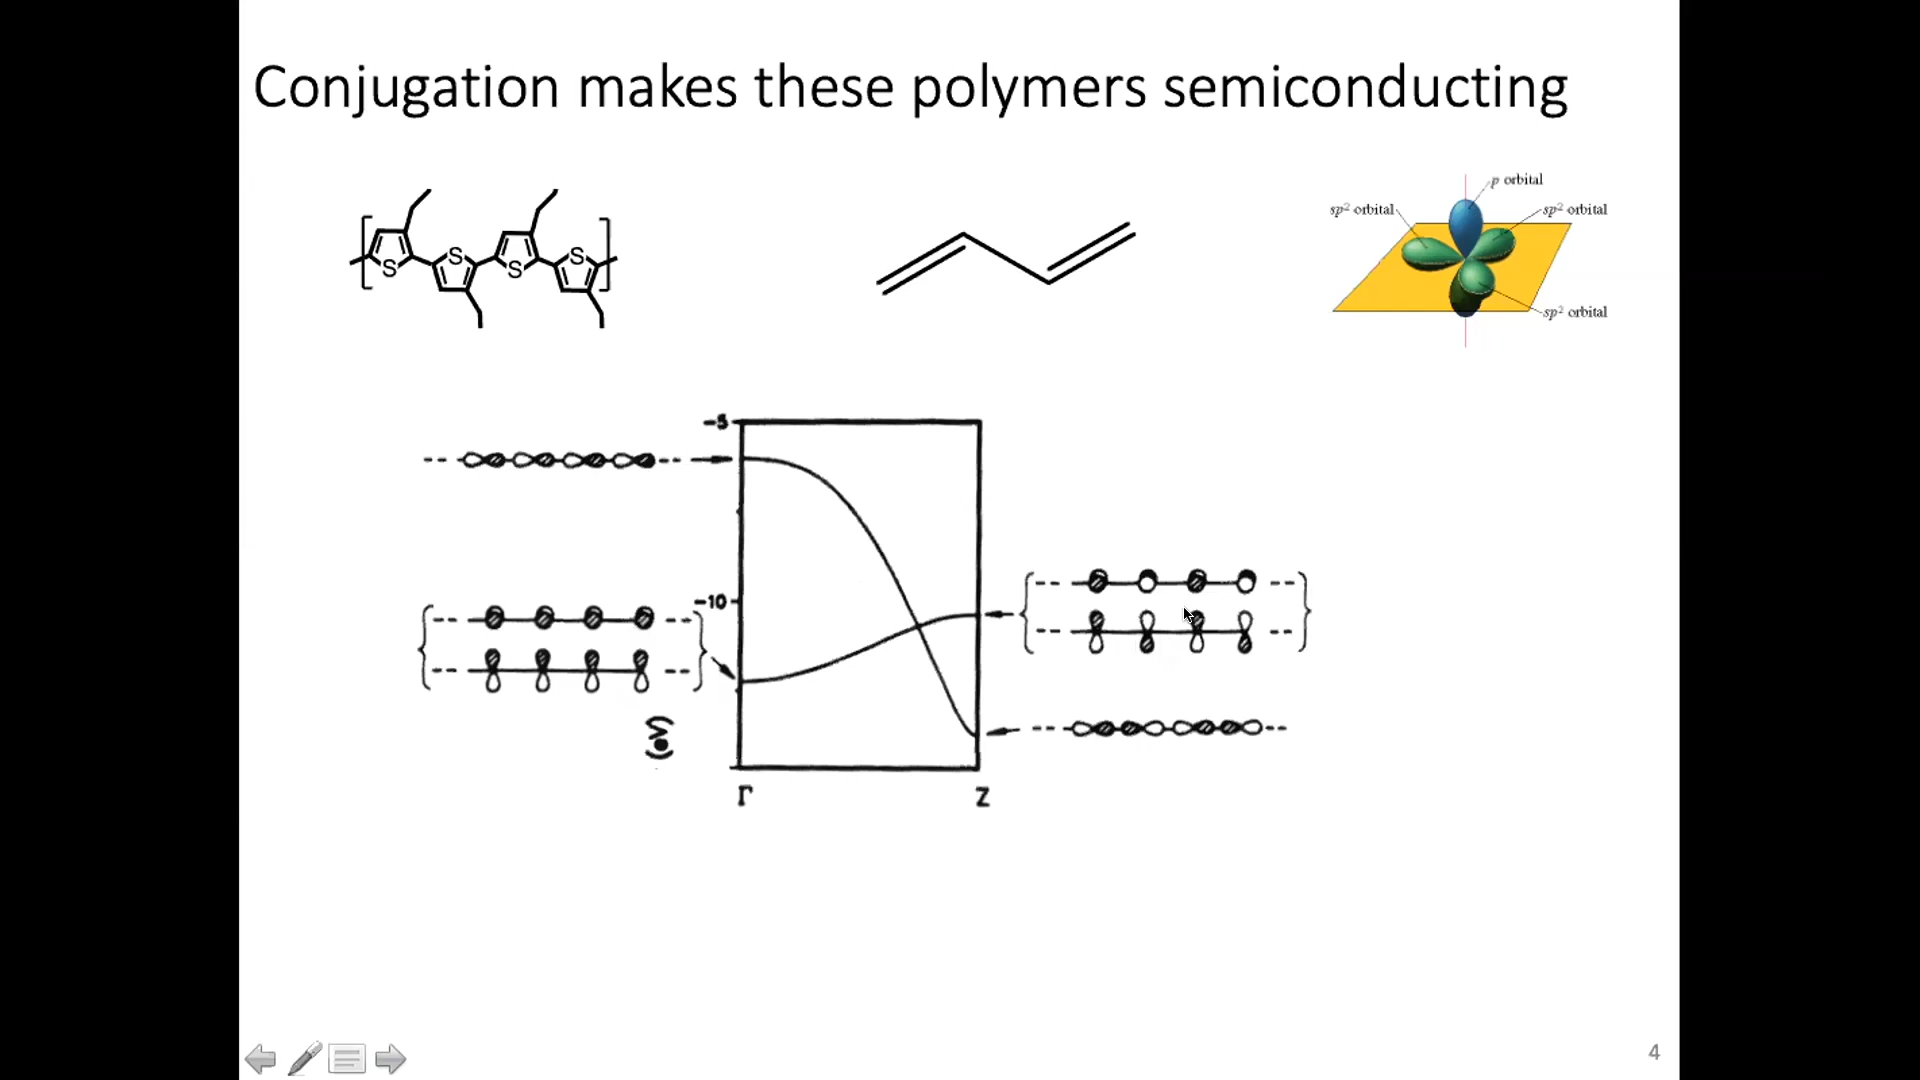 Conjugation makes these polymers semiconducting
p orbital
sp² orbital
sp² orbital
sp² orbital
S
S
S
S
-5
-10
(eV)
Γ
Z
4